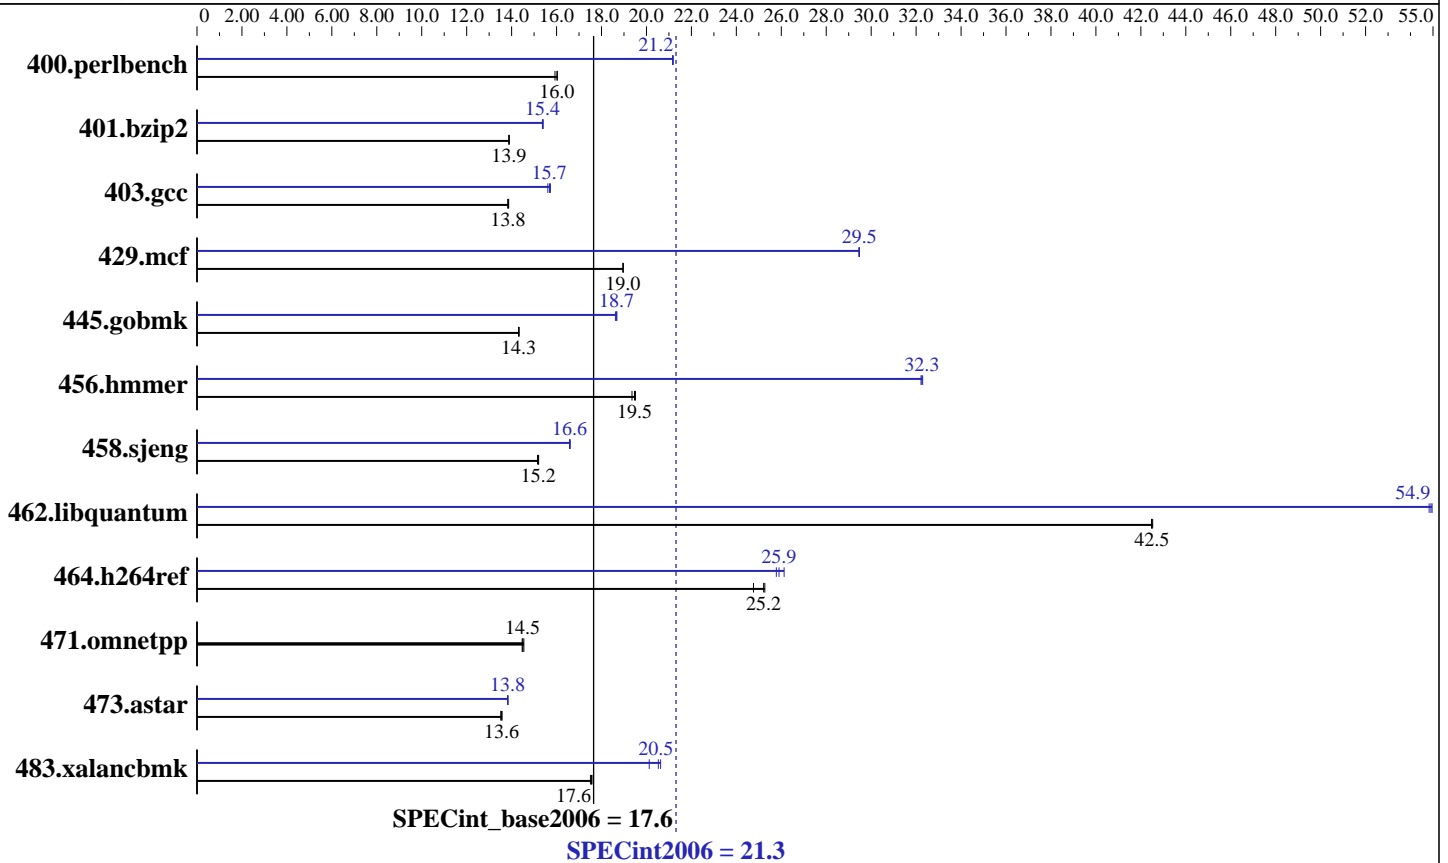 0 2.00 4.00 6.00 8.00 10.0 12.0 14.0 16.0 18.0 20.0 22.0 24.0 26.0 28.0 30.0 32.0 34.0 36.0 38.0 40.0 42.0 44.0 46.0 48.0 50.0 52.0 55.0
21.2
400.perlbench
16.0
15.4
401.bzip2
13.9
15.7
403.gcc
13.8
29.5
429.mcf
19.0
18.7
445.gobmk
14.3
32.3
456.hmmer
19.5
16.6
458.sjeng
15.2
54.9
462.libquantum
42.5
25.9
464.h264ref
25.2
14.5
471.omnetpp
13.8
473.astar
13.6
20.5
483.xalancbmk
17.6
SPECint_base2006 = 17.6
SPECint2006 = 21.3